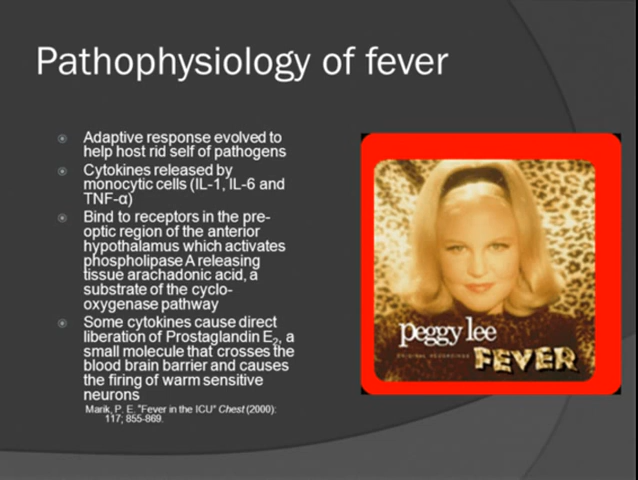 Pathophysiology of fever
Adaptive response evolved to
help host rid self of pathogens
Cytokines released by
monocytic cells (IL-1, IL-6 and
TNF-α)
Bind to receptors in the pre-
optic region of the anterior
hypothalamus which activates
phospholipase A releasing
tissue arachadonic acid, a
substrate of the cyclo-
oxygenase pathway
Some cytokines cause direct
liberation of Prostaglandin E₂, a
small molecule that crosses the
blood brain barrier and causes
the firing of warm sensitive
neurons
Marik, P. E. "Fever in the ICU" Chest (2000):
117; 855-869.
peggy lee
ORIGINAL RECORDINGS
FEVER